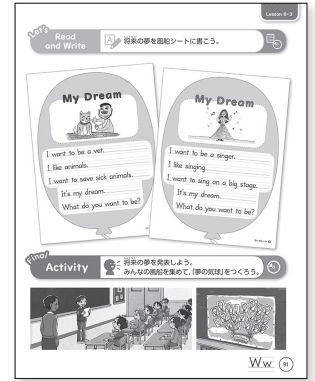 Lesson 8-3
Let's
Read
and Write
将来の夢を風船シートに書こう。
My Dream
I want to be a vet.
I like animals.
I want to save sick animals.
It's my dream.
What do you want to be?
My Dream
I want to be a singer.
I like singing.
I want to sing on a big stage.
It's my dream.
What do you want to be?
Final
Activity
将来の夢を発表しよう。
みんなの風船を集めて、「夢の気球」をつくろう。
Ww
91